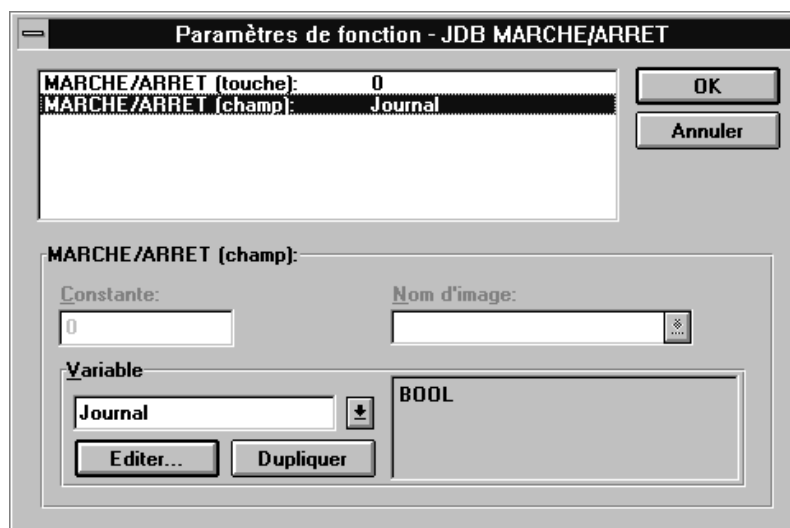 Paramètres de fonction - JDB MARCHE/ARRET
MARCHE/ARRET (touche): 0
MARCHE/ARRET (champ): Journal
OK
Annuler
MARCHE/ARRET (champ):
Constante:
Nom d'image:
0
Variable
Journal
BOOL
Editer...
Dupliquer